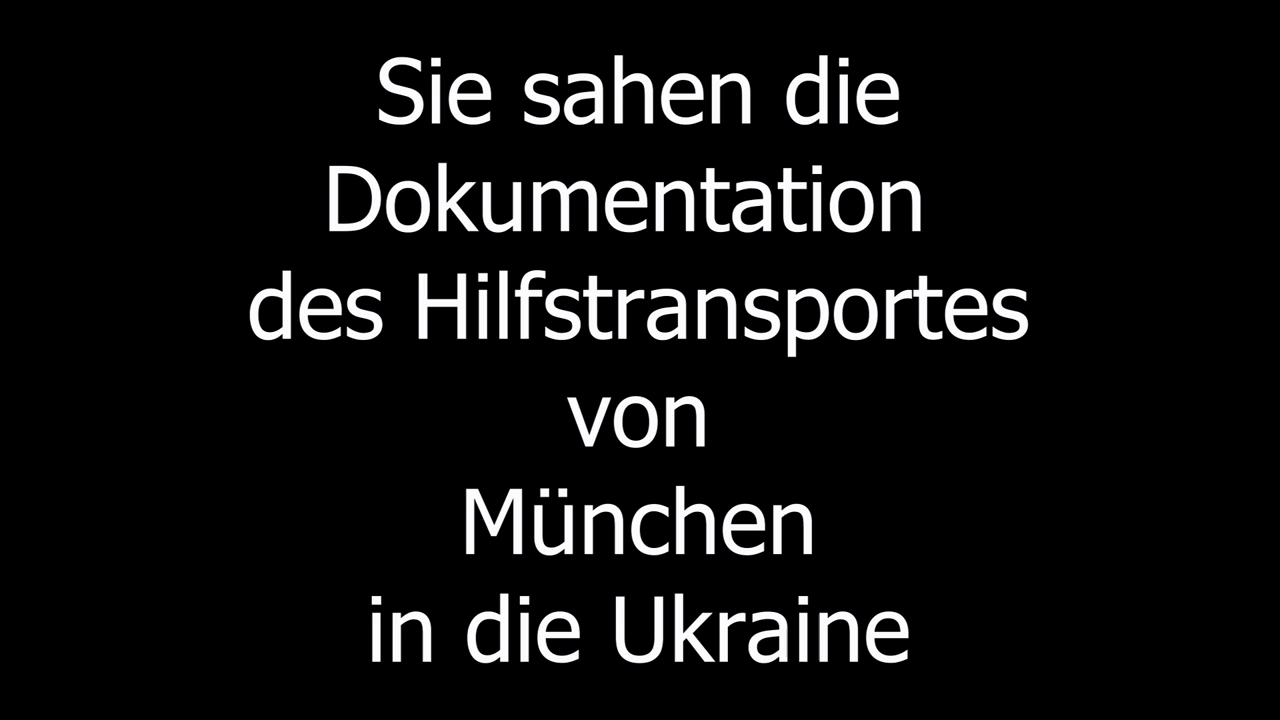 Sie sahen die
Dokumentation
des Hilfstransportes
von
München
in die Ukraine